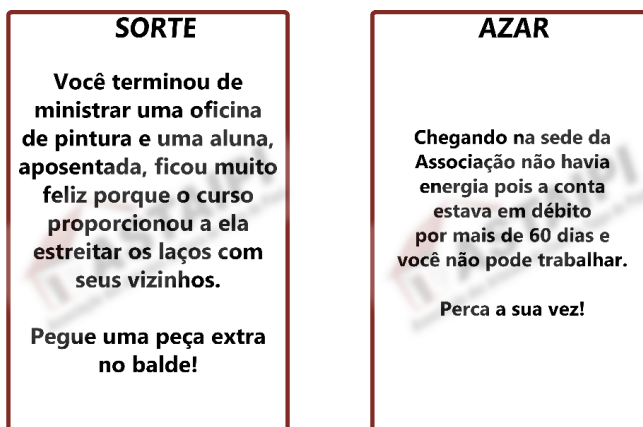 SORTE
Você terminou de
ministrar uma oficina
de pintura e uma aluna,
aposentada, ficou muito
feliz porque o curso
proporcionou a ela
estreitar os laços com
seus vizinhos.
Pegue uma peça extra
no balde!
AZAR
Chegando na sede da
Associação não havia
energia pois a conta
estava em débito
por mais de 60 dias e
você não pode trabalhar.
Perca a sua vez!